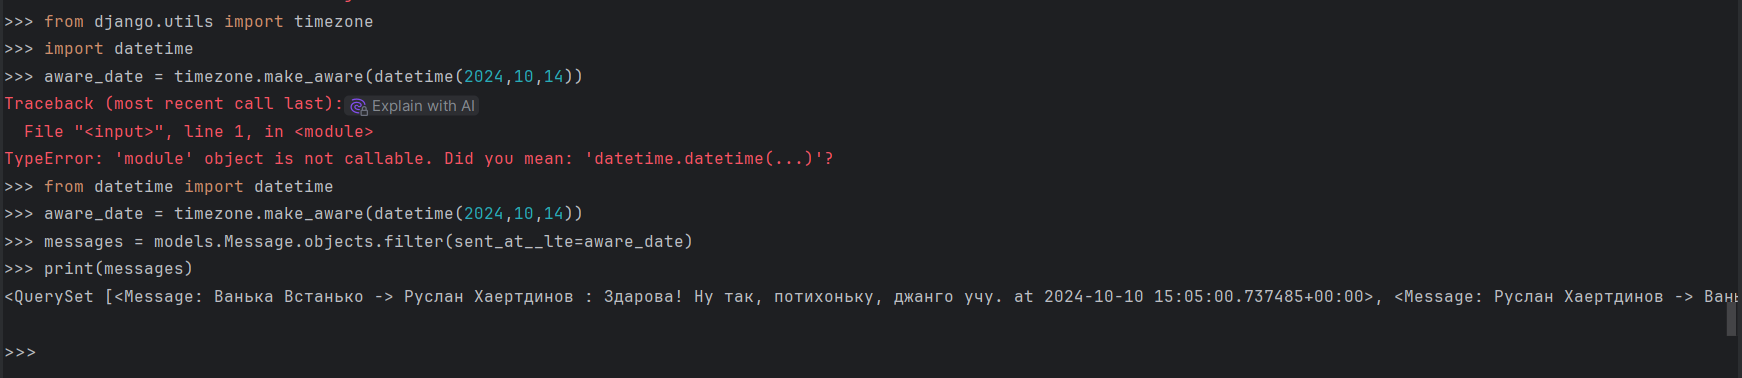 >>> from django.utils import timezone
>>> import datetime
>>> aware_date = timezone.make_aware(datetime(2024,10,14))
Traceback (most recent call last): Explain with AI
  File "<input>", line 1, in <module>
TypeError: 'module' object is not callable. Did you mean: 'datetime.datetime(...)'?
>>> from datetime import datetime
>>> aware_date = timezone.make_aware(datetime(2024,10,14))
>>> messages = models.Message.objects.filter(sent_at__lte=aware_date)
>>> print(messages)
<QuerySet [<Message: Ванька Встанько -> Руслан Хаертдинов : Здарова! Ну так, потихоньку, джанго учу. at 2024-10-10 15:05:00.737485+00:00>, <Message: Руслан Хаертдинов ->
>>>